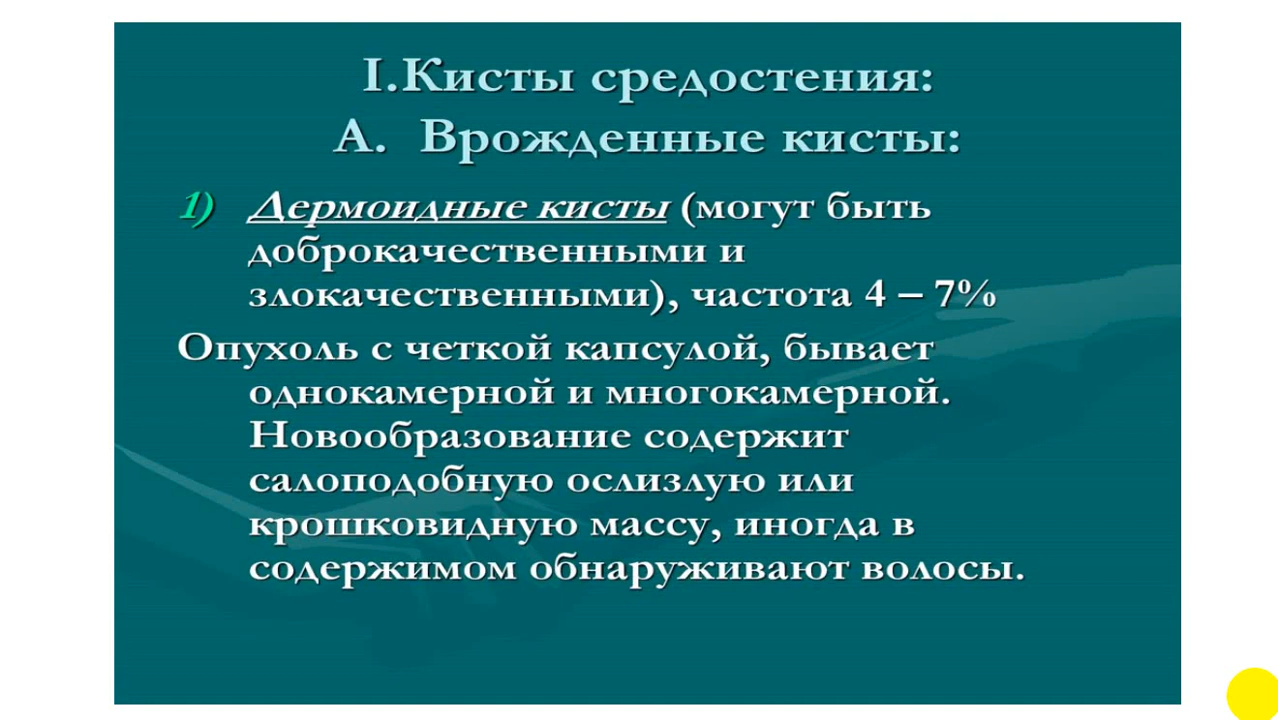 I. Кисты средостения:
А. Врожденные кисты:
1) Дермоидные кисты (могут быть
доброкачественными и
злокачественными), частота 4 – 7%
Опухоль с четкой капсулой, бывает
однокамерной и многокамерной.
Новообразование содержит
салоподобную ослизлую или
крошковидную массу, иногда в
содержимом обнаруживают волосы.